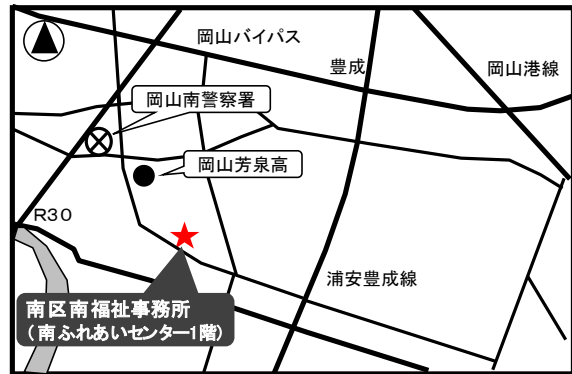 岡山バイパス
豊成
岡山港線
岡山南警察署
岡山芳泉高
R30
浦安豊成線
南区南福祉事務所
(南ふれあいセンター1階)